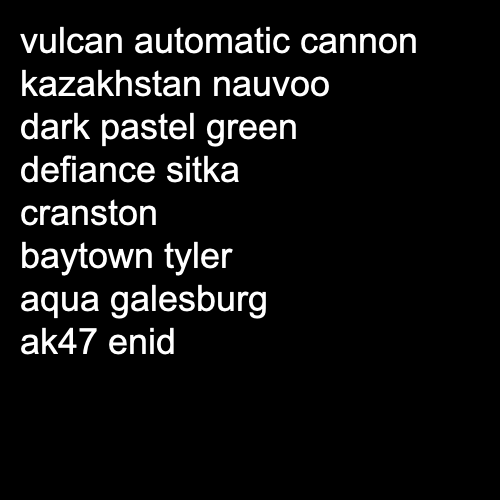 vulcan automatic cannon
kazakhstan nauvoo
dark pastel green
defiance sitka
cranston
baytown tyler
aqua galesburg
ak47 enid